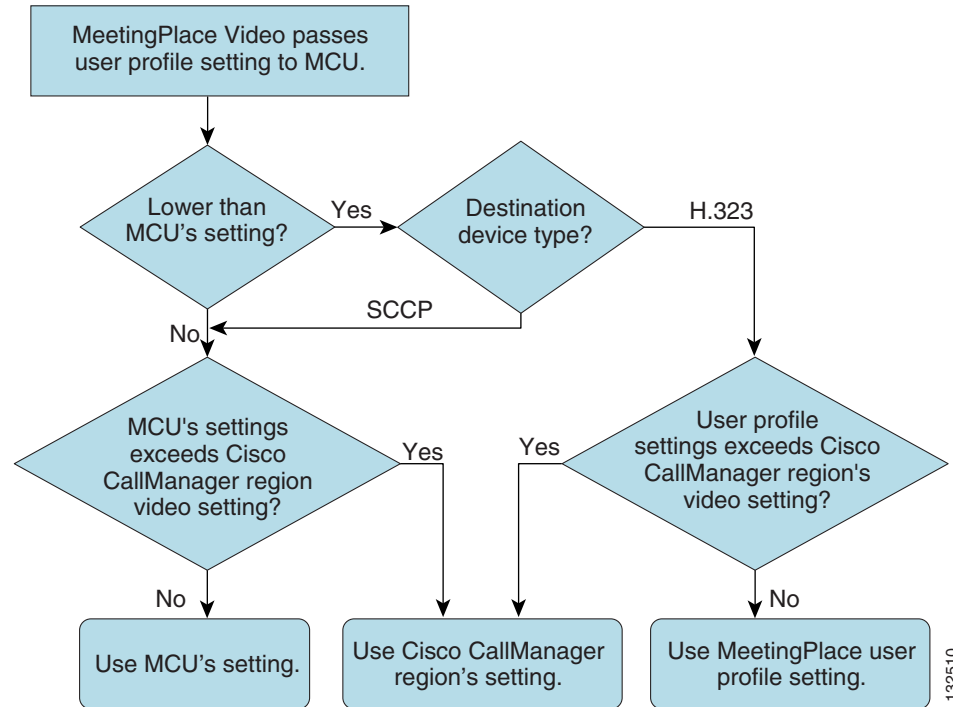 MeetingPlace Video passes
user profile setting to MCU.
Lower than
MCU's setting?
Yes
Destination
device type?
H.323
SCCP
No
MCU's settings
exceeds Cisco
CallManager region
video setting?
Yes
Yes
User profile
settings exceeds Cisco
CallManager region's
video setting?
No
No
Use MCU's setting.
Use Cisco CallManager
region's setting.
Use MeetingPlace user
profile setting.
132510